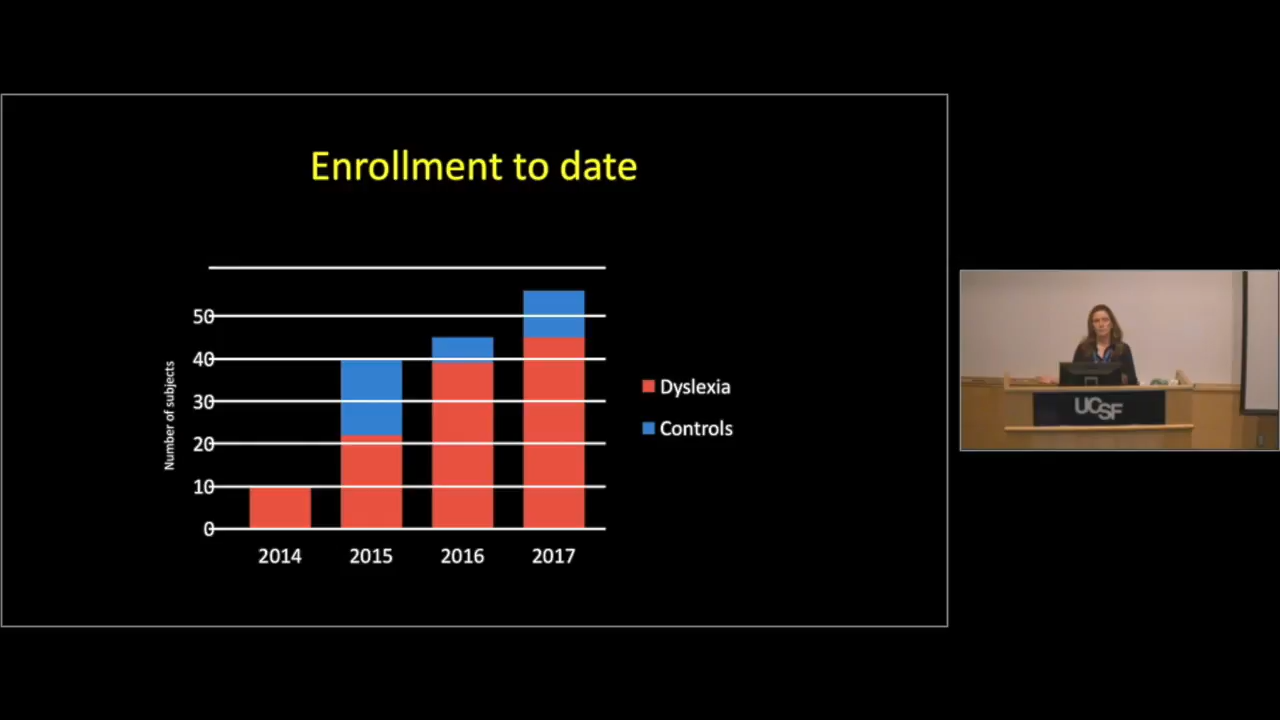 Enrollment to date
Number of subjects
50
40
30
20
10
0
2014 2015 2016 2017
Dyslexia
Controls
UCSF